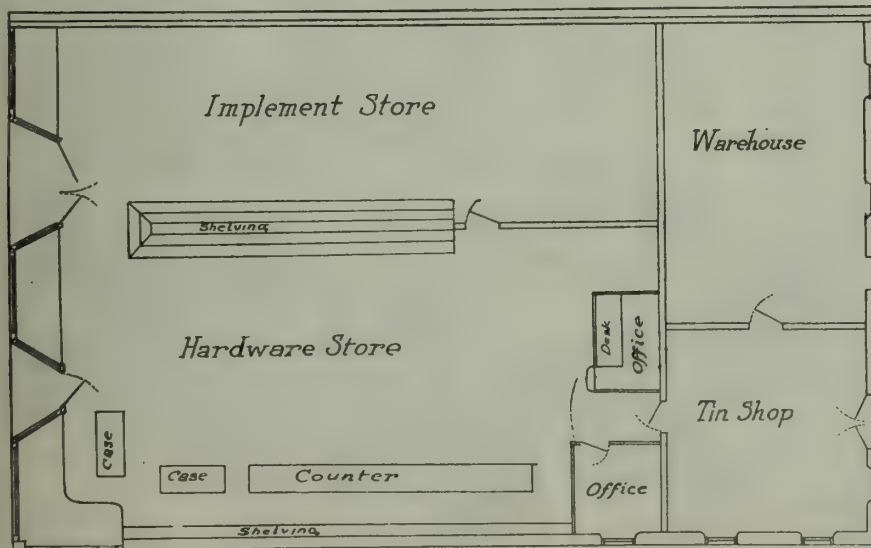 Implement Store
Warehouse
Shelving
Hardware Store
Desk
Office
Tin Shop
Case
Case
Counter
Office
Shelving